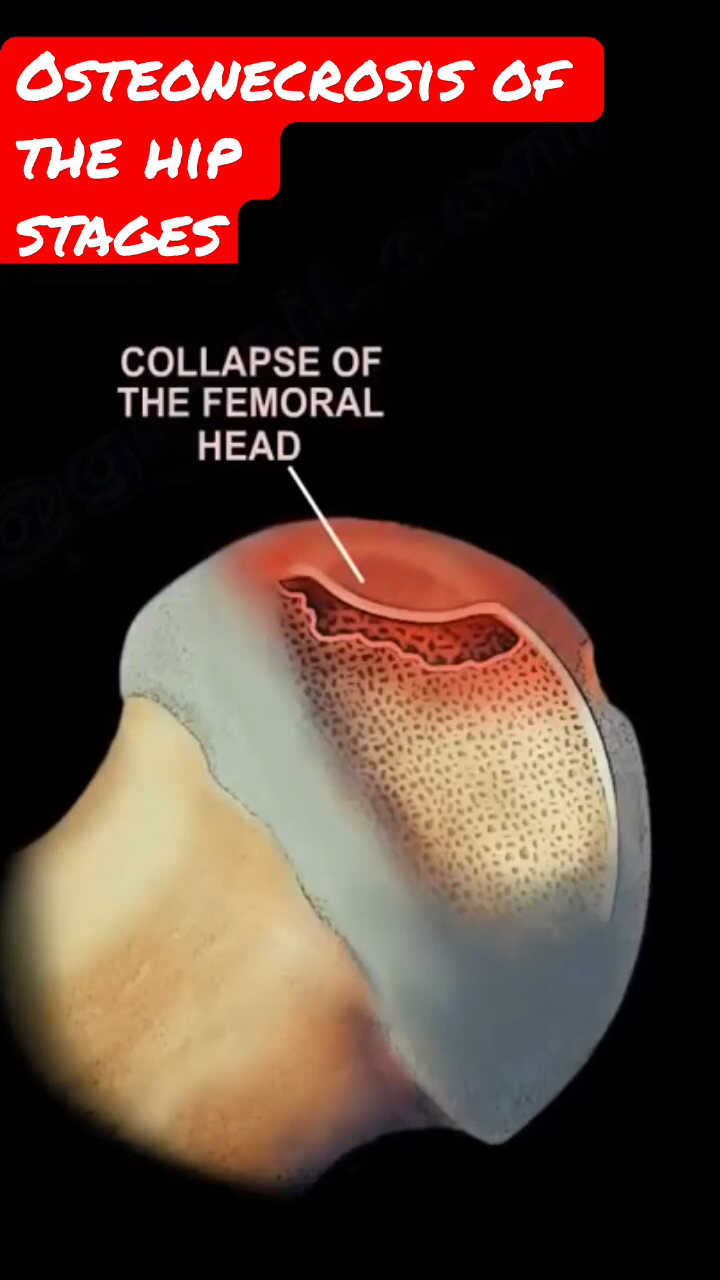 Osteonecrosis of
the hip
stages
COLLAPSE OF
THE FEMORAL
HEAD